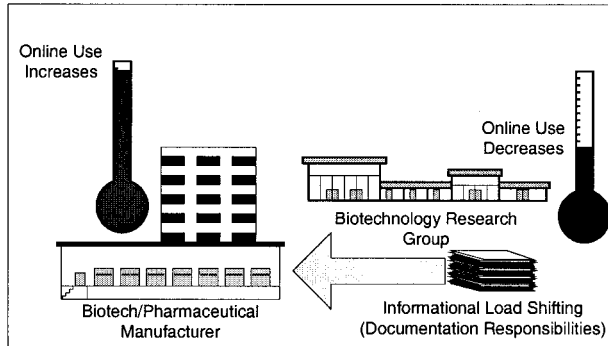 Online Use
Increases
Online Use
Decreases
Biotechnology Research
Group
Biotech/Pharmaceutical
Manufacturer
Informational Load Shifting
(Documentation Responsibilities)